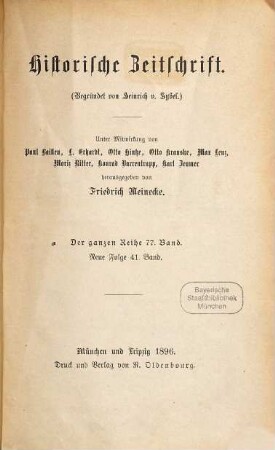 Historische Zeitschrift.
(Begründet von Heinrich v. Sybel.)
Unter Mitwirkung von
Paul Bailleu, L. Erhardt, Otto Hintze, Otto Krauske, Max Lenz,
Moriz Ritter, Konrad Varrentrapp, Karl Zeumer
herausgegeben von
Friedrich Meinecke.
Der ganzen Reihe 77. Band.
Neue Folge 41. Band.
Bayerische
Staatsbibliothek
München
München und Leipzig 1896.
Druck und Verlag von R. Oldenbourg.